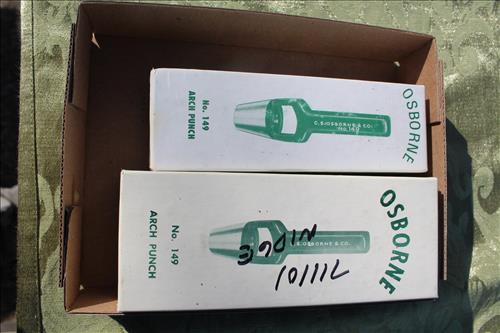 OSBORNE
No. 149
ARCH PUNCH
C.S. OSBORNE & CO.
No. 149
OSBORNE
No. 149
ARCH PUNCH
S. OSBORNE & CO.